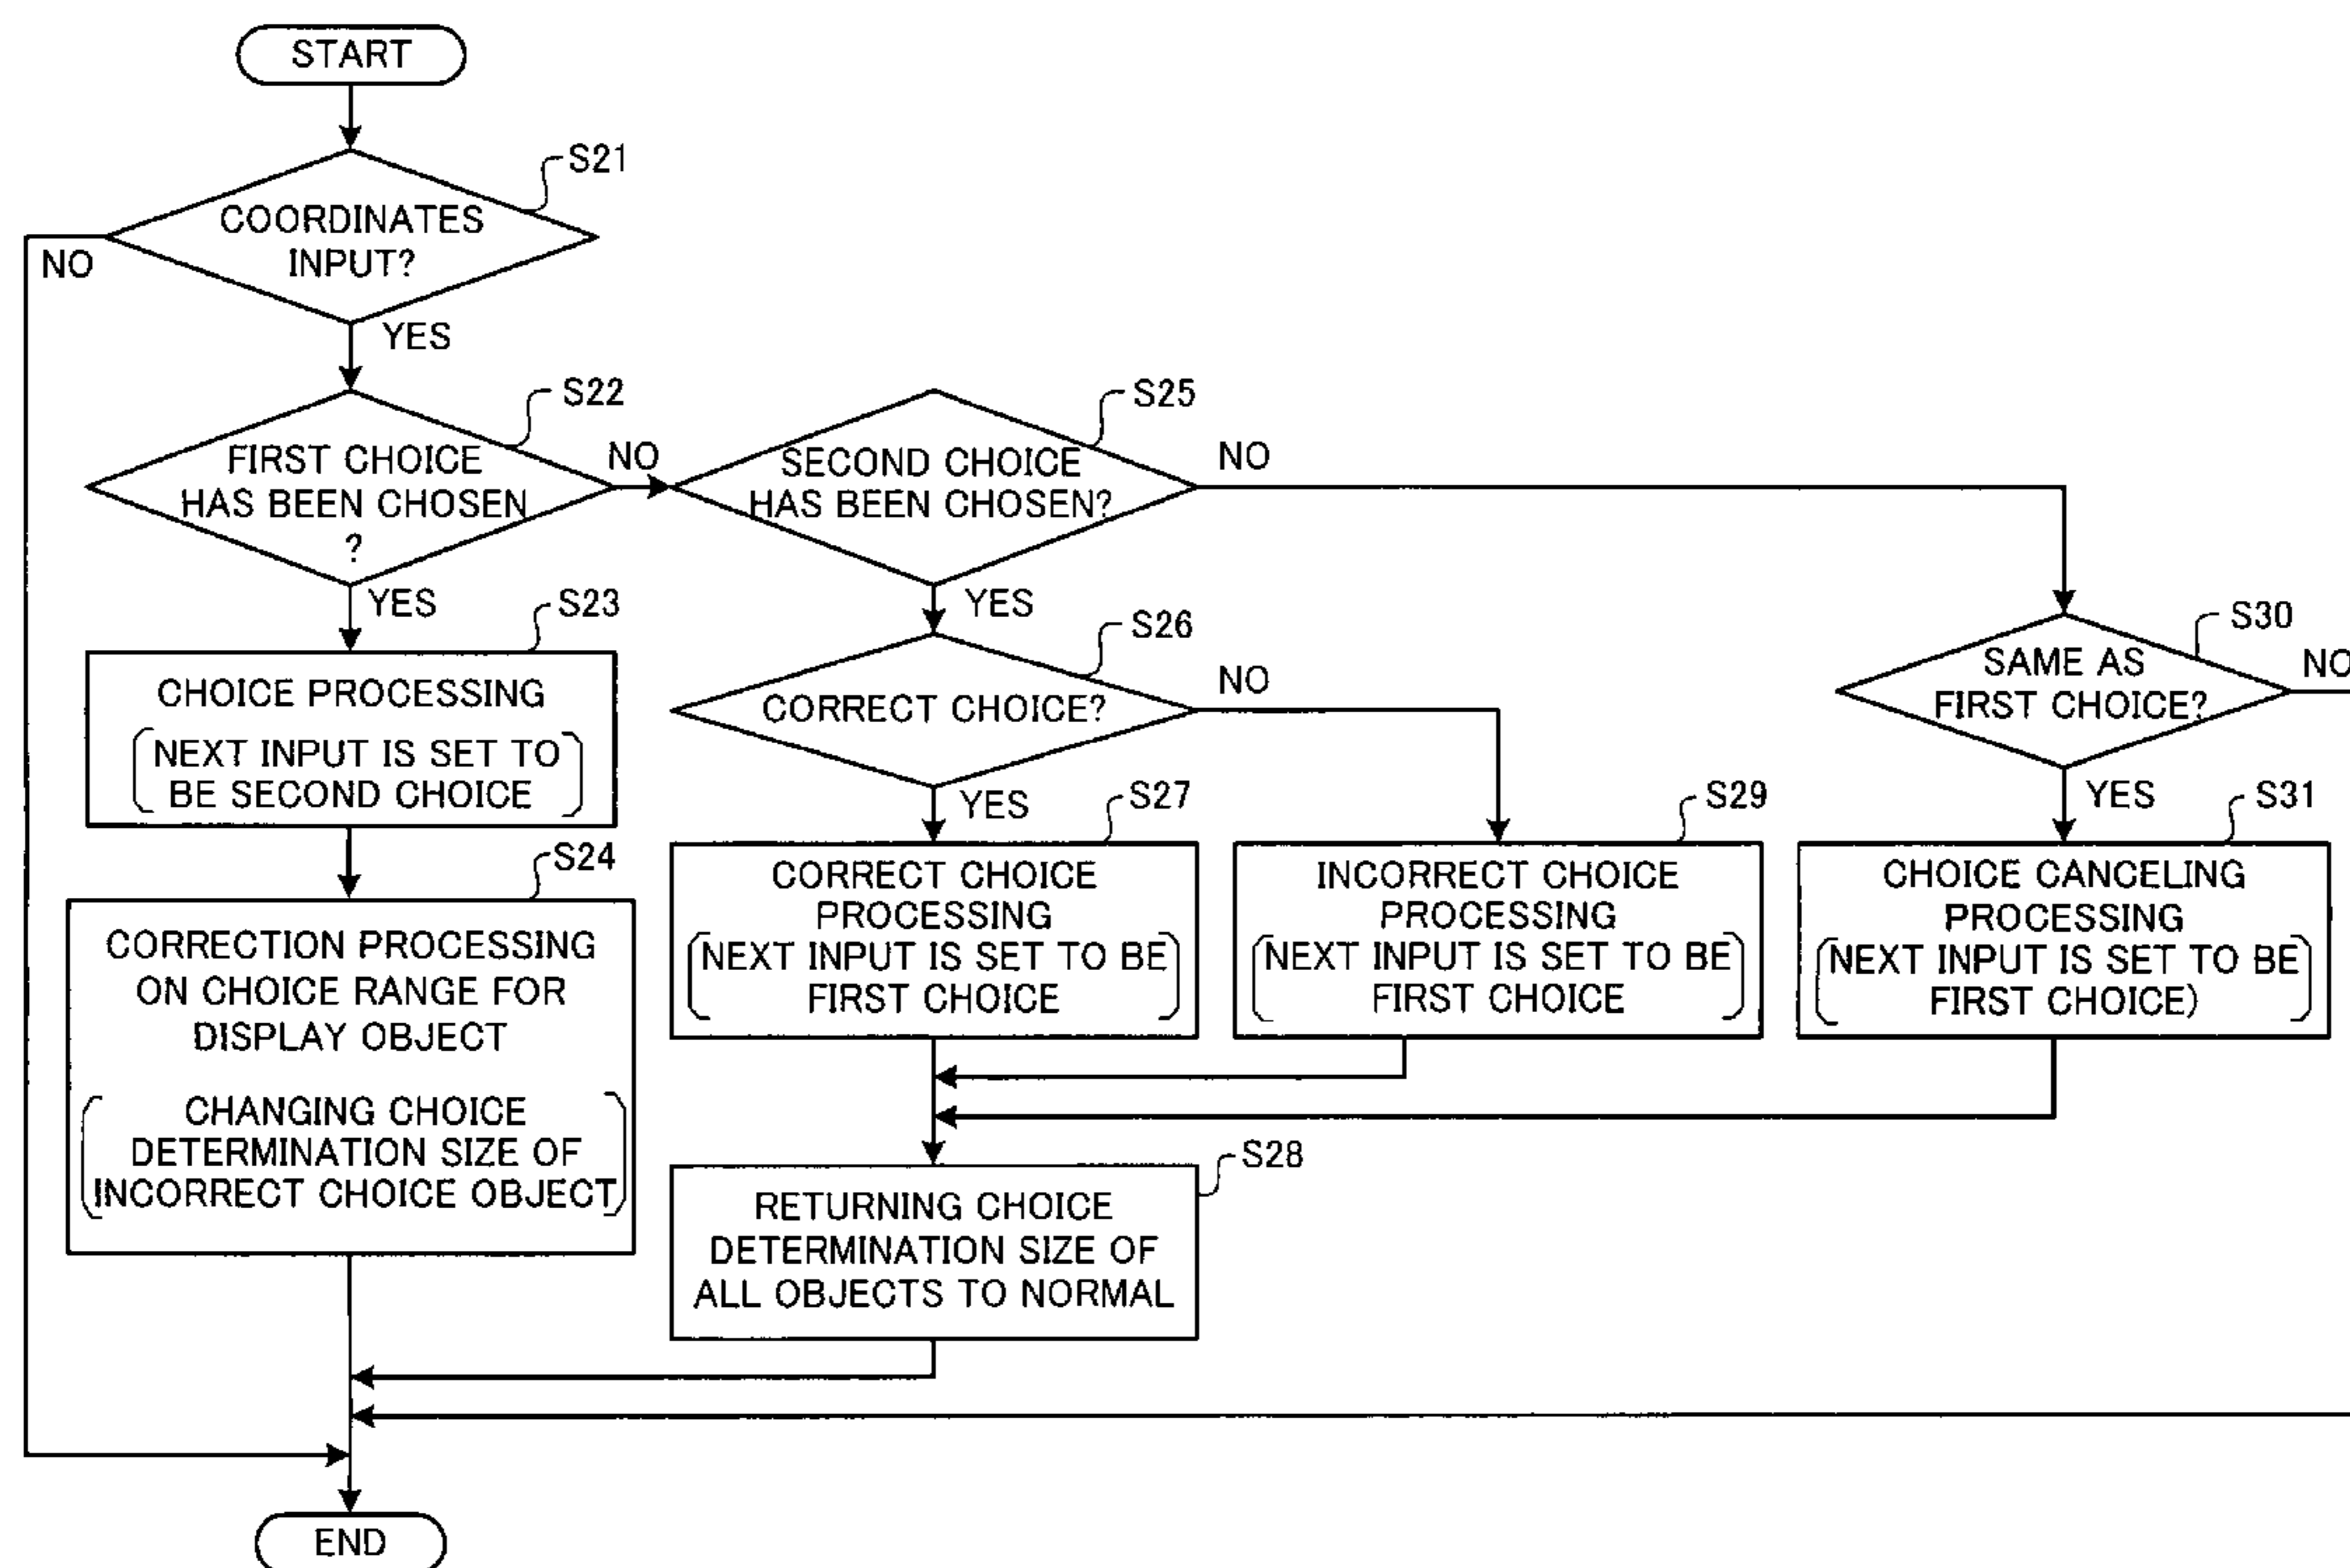 START
S21
COORDINATES
INPUT?
NO
YES
S22
FIRST CHOICE
HAS BEEN CHOSEN
?
NO
YES
S25
SECOND CHOICE
HAS BEEN CHOSEN?
NO
YES
S23
CHOICE PROCESSING
NEXT INPUT IS SET TO
BE SECOND CHOICE
S26
CORRECT CHOICE?
NO
YES
S30
SAME AS
FIRST CHOICE?
NO
YES
S24
CORRECTION PROCESSING
ON CHOICE RANGE FOR
DISPLAY OBJECT
CHANGING CHOICE
DETERMINATION SIZE OF
INCORRECT CHOICE OBJECT
S27
CORRECT CHOICE
PROCESSING
NEXT INPUT IS SET TO BE
FIRST CHOICE
S29
INCORRECT CHOICE
PROCESSING
NEXT INPUT IS SET TO BE
FIRST CHOICE
S31
CHOICE CANCELING
PROCESSING
NEXT INPUT IS SET TO BE
FIRST CHOICE)
S28
RETURNING CHOICE
DETERMINATION SIZE OF
ALL OBJECTS TO NORMAL
END